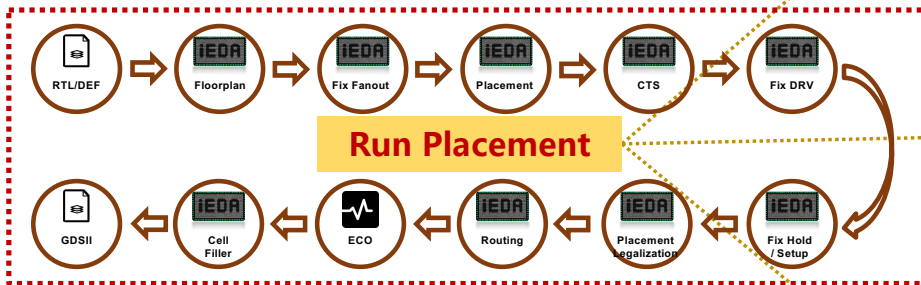 iEDA
iEDA
iEDA
iEDA
iEDA
RTL/DEF
Floorplan
Fix Fanout
Placement
CTS
Fix DRV
Run Placement
iEDA
iEDA
iEDA
iEDA
GDSII
Cell
Filler
ECO
Routing
Placement
Legalization
Fix Hold
/ Setup